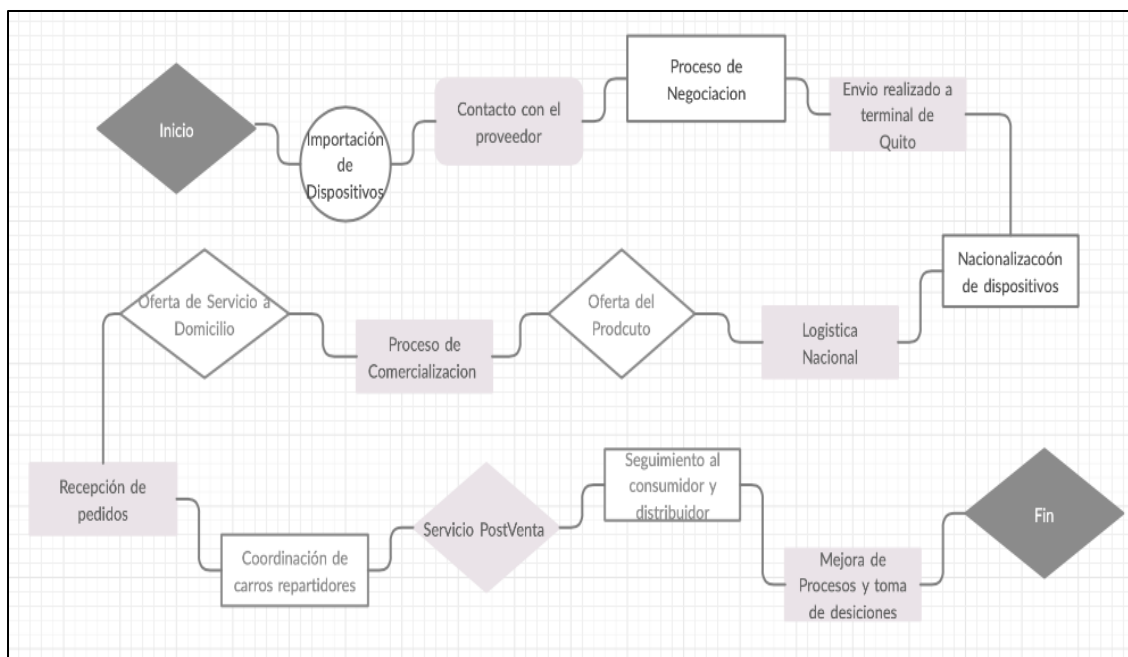 Inicio
Importación
de
Dispositivos
Contacto con el
proveedor
Proceso de
Negociacion
Envio realizado a
terminal de
Quito
Nacionalizacoón
de dispositivos
Logistica
Nacional
Oferta del
Prodcuto
Proceso de
Comercializacion
Oferta de Servicio a
Domicilio
Recepción de
pedidos
Coordinación de
carros repartidores
Servicio PostVenta
Seguimiento al
consumidor y
distribuidor
Mejora de
Procesos y toma
de desiciones
Fin